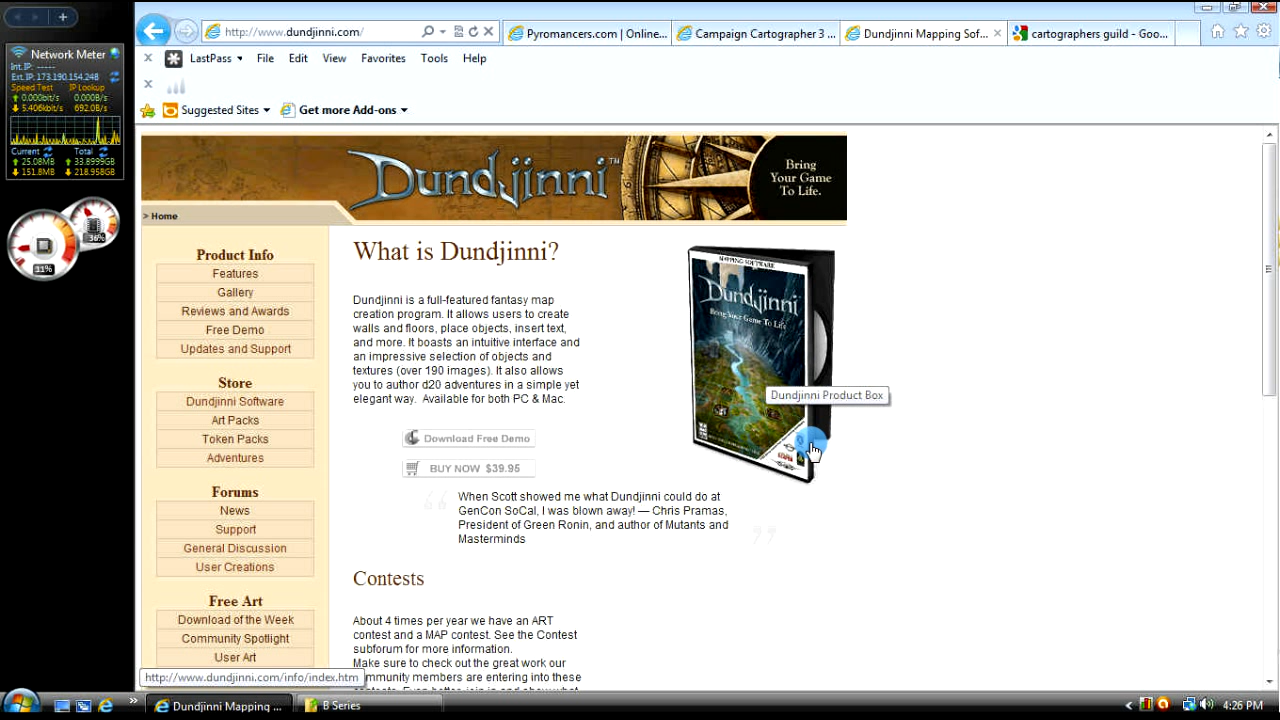 Network Meter
Int.IP: -----
Ext.IP: 173.190.154.248
Speed Test IP Lookup
0.000bit/s 0.000B/s
5.406kbit/s 692.0B/s
Current Total
25.08MB 33.8999GB
151.8MB 218.958GB
36%
11%
http://www.dundjinni.com/
Pyromancers.com | Online...
Campaign Cartographer 3 ...
Dundjinni Mapping Sof...
cartographers guild - Goo...
LastPass File Edit View Favorites Tools Help
Suggested Sites Get more Add-ons
Dundjinni™
Bring
Your Game
To Life.
> Home
Product Info
Features
Gallery
Reviews and Awards
Free Demo
Updates and Support
Store
Dundjinni Software
Art Packs
Token Packs
Adventures
Forums
News
Support
General Discussion
User Creations
Free Art
Download of the Week
Community Spotlight
User Art
What is Dundjinni?
Dundjinni is a full-featured fantasy map
creation program. It allows users to create
walls and floors, place objects, insert text,
and more. It boasts an intuitive interface and
an impressive selection of objects and
textures (over 190 images). It also allows
you to author d20 adventures in a simple yet
elegant way. Available for both PC & Mac.
Download Free Demo
BUY NOW $39.95
MAPPING SOFTWARE
Dundjinni
Bring Your Game To Life
Dundjinni Product Box
When Scott showed me what Dundjinni could do at
GenCon SoCal, I was blown away! — Chris Pramas,
President of Green Ronin, and author of Mutants and
Masterminds
Contests
About 4 times per year we have an ART
contest and a MAP contest. See the Contest
subforum for more information.
Make sure to check out the great work our
community members are entering into these
http://www.dundjinni.com/info/index.htm
Dundjinni Mapping ...
B Series
4:26 PM